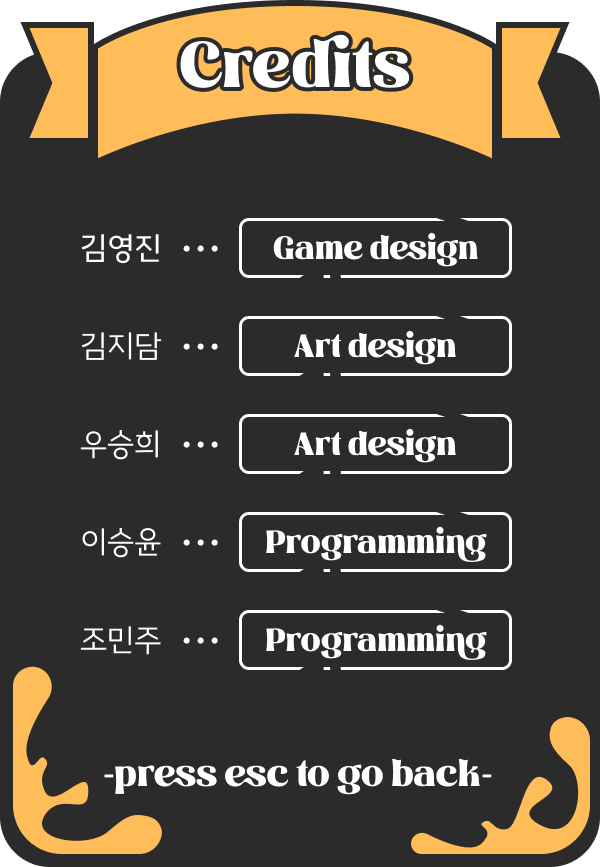 Credits
김영진 ••• Game design
김지담 ••• Art design
우승희 ••• Art design
이승윤 ••• Programming
조민주 ••• Programming
-press esc to go back-